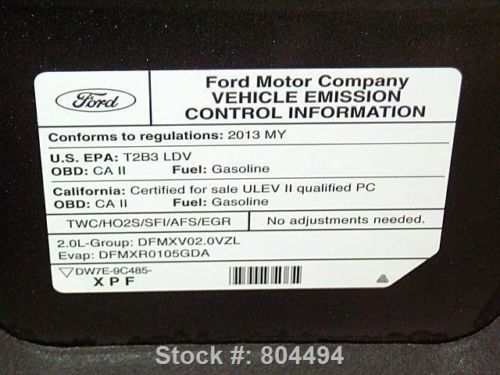 Ford
Ford Motor Company
VEHICLE EMISSION
CONTROL INFORMATION
Conforms to regulations: 2013 MY
U.S. EPA: T2B3 LDV
OBD: CA II Fuel: Gasoline
California: Certified for sale ULEV II qualified PC
OBD: CA II Fuel: Gasoline
TWC/HO2S/SFI/AFS/EGR No adjustments needed.
2.0L-Group: DFMXV02.0VZL
Evap: DFMXR0105GDA
DW7E-9C485-
XPF
Stock #: 804494